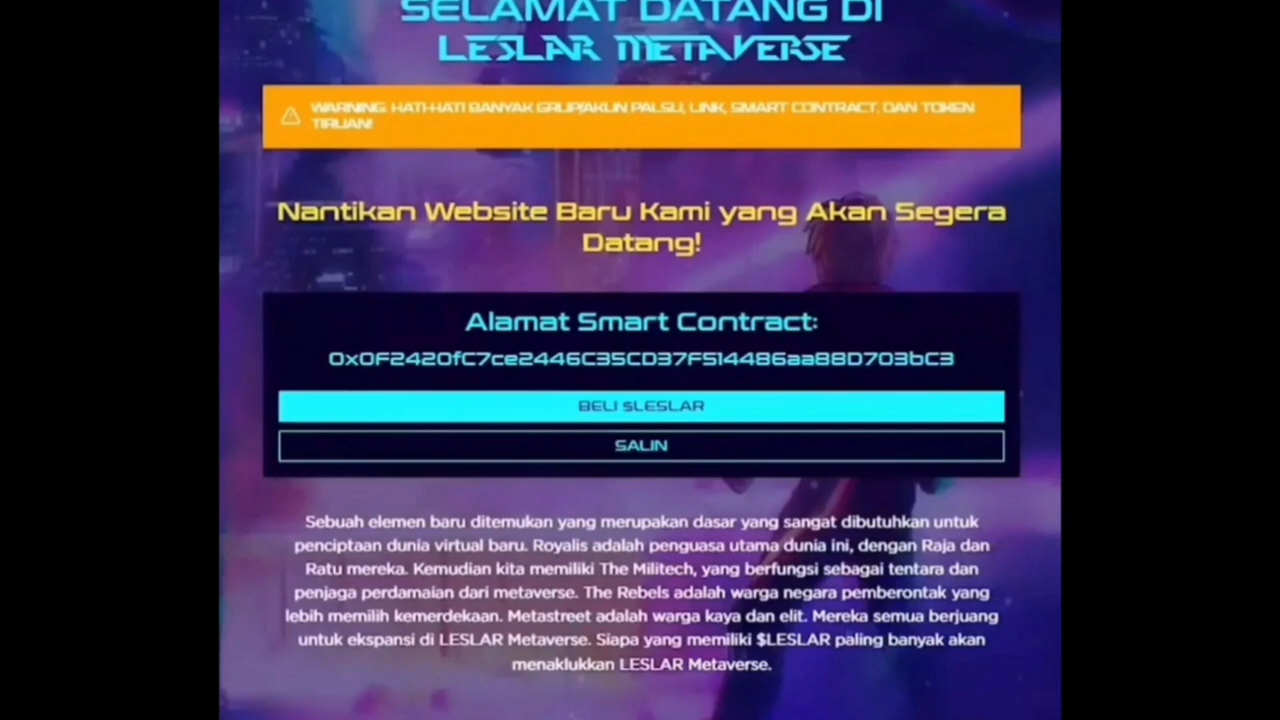 SELAMAT DATANG DI
LESLAR METAVERSE
WARNING: HATI-HATI BANYAK GRUP/AKUN PALSU, LINK, SMART CONTRACT, DAN TOKEN
TIRUAN!
Nantikan Website Baru Kami yang Akan Segera
Datang!
Alamat Smart Contract:
0x0F2420fC7ce2446C35CD37F514486aa88D703bC3
BELI $LESLAR
SALIN
Sebuah elemen baru ditemukan yang merupakan dasar yang sangat dibutuhkan untuk
penciptaan dunia virtual baru. Royalis adalah penguasa utama dunia ini, dengan Raja dan
Ratu mereka. Kemudian kita memiliki The Militech, yang berfungsi sebagai tentara dan
penjaga perdamaian dari metaverse. The Rebels adalah warga negara pemberontak yang
lebih memilih kemerdekaan. Metastreet adalah warga kaya dan elit. Mereka semua berjuang
untuk ekspansi di LESLAR Metaverse. Siapa yang memiliki $LESLAR paling banyak akan
menaklukkan LESLAR Metaverse.